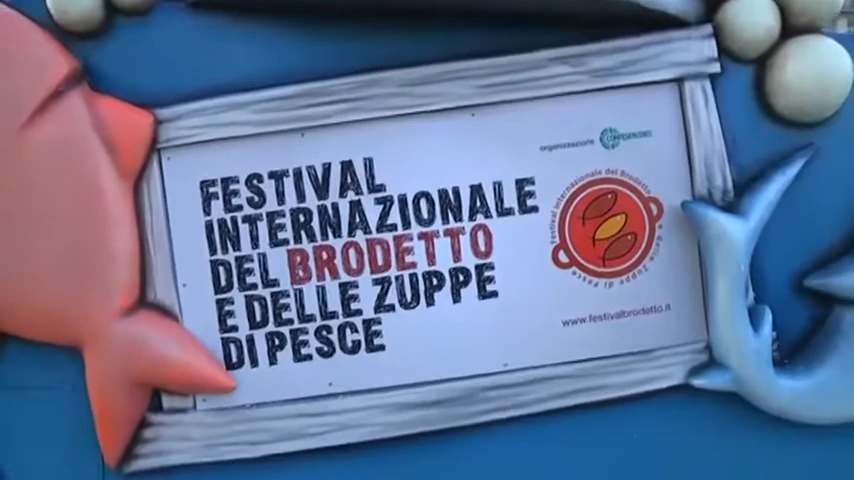 FESTIVAL
INTERNAZIONALE
DEL BRODETTO
E DELLE ZUPPE
DI PESCE
organizzazione
CONFESERCENTI
Festival Internazionale del Brodetto
e delle Zuppe di Pesce
www.festivalbrodetto.it